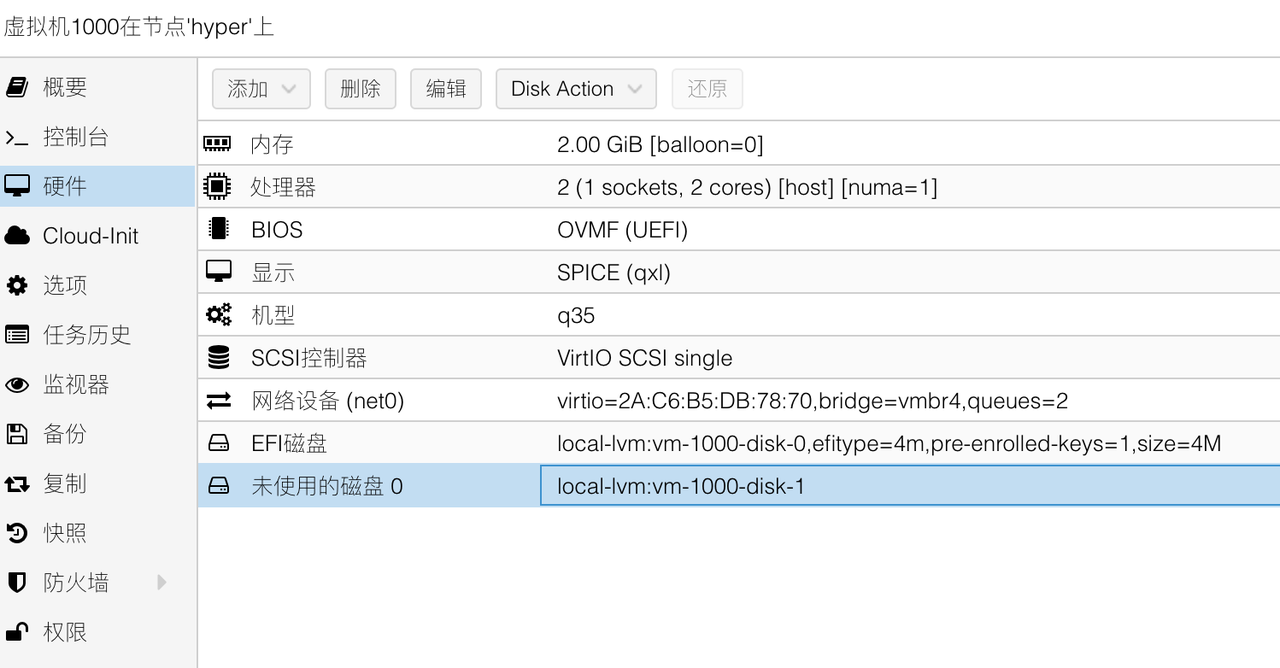 虚拟机1000在节点'hyper'上
添加 删除 编辑 Disk Action 还原
概要
控制台
硬件
Cloud-Init
选项
任务历史
监视器
备份
复制
快照
防火墙
权限
内存 2.00 GiB [balloon=0]
处理器 2 (1 sockets, 2 cores) [host] [numa=1]
BIOS OVMF (UEFI)
显示 SPICE (qxl)
机型 q35
SCSI控制器 VirtIO SCSI single
网络设备 (net0) virtio=2A:C6:B5:DB:78:70,bridge=vmbr4,queues=2
EFI磁盘 local-lvm:vm-1000-disk-0,efitype=4m,pre-enrolled-keys=1,size=4M
未使用的磁盘 0 local-lvm:vm-1000-disk-1